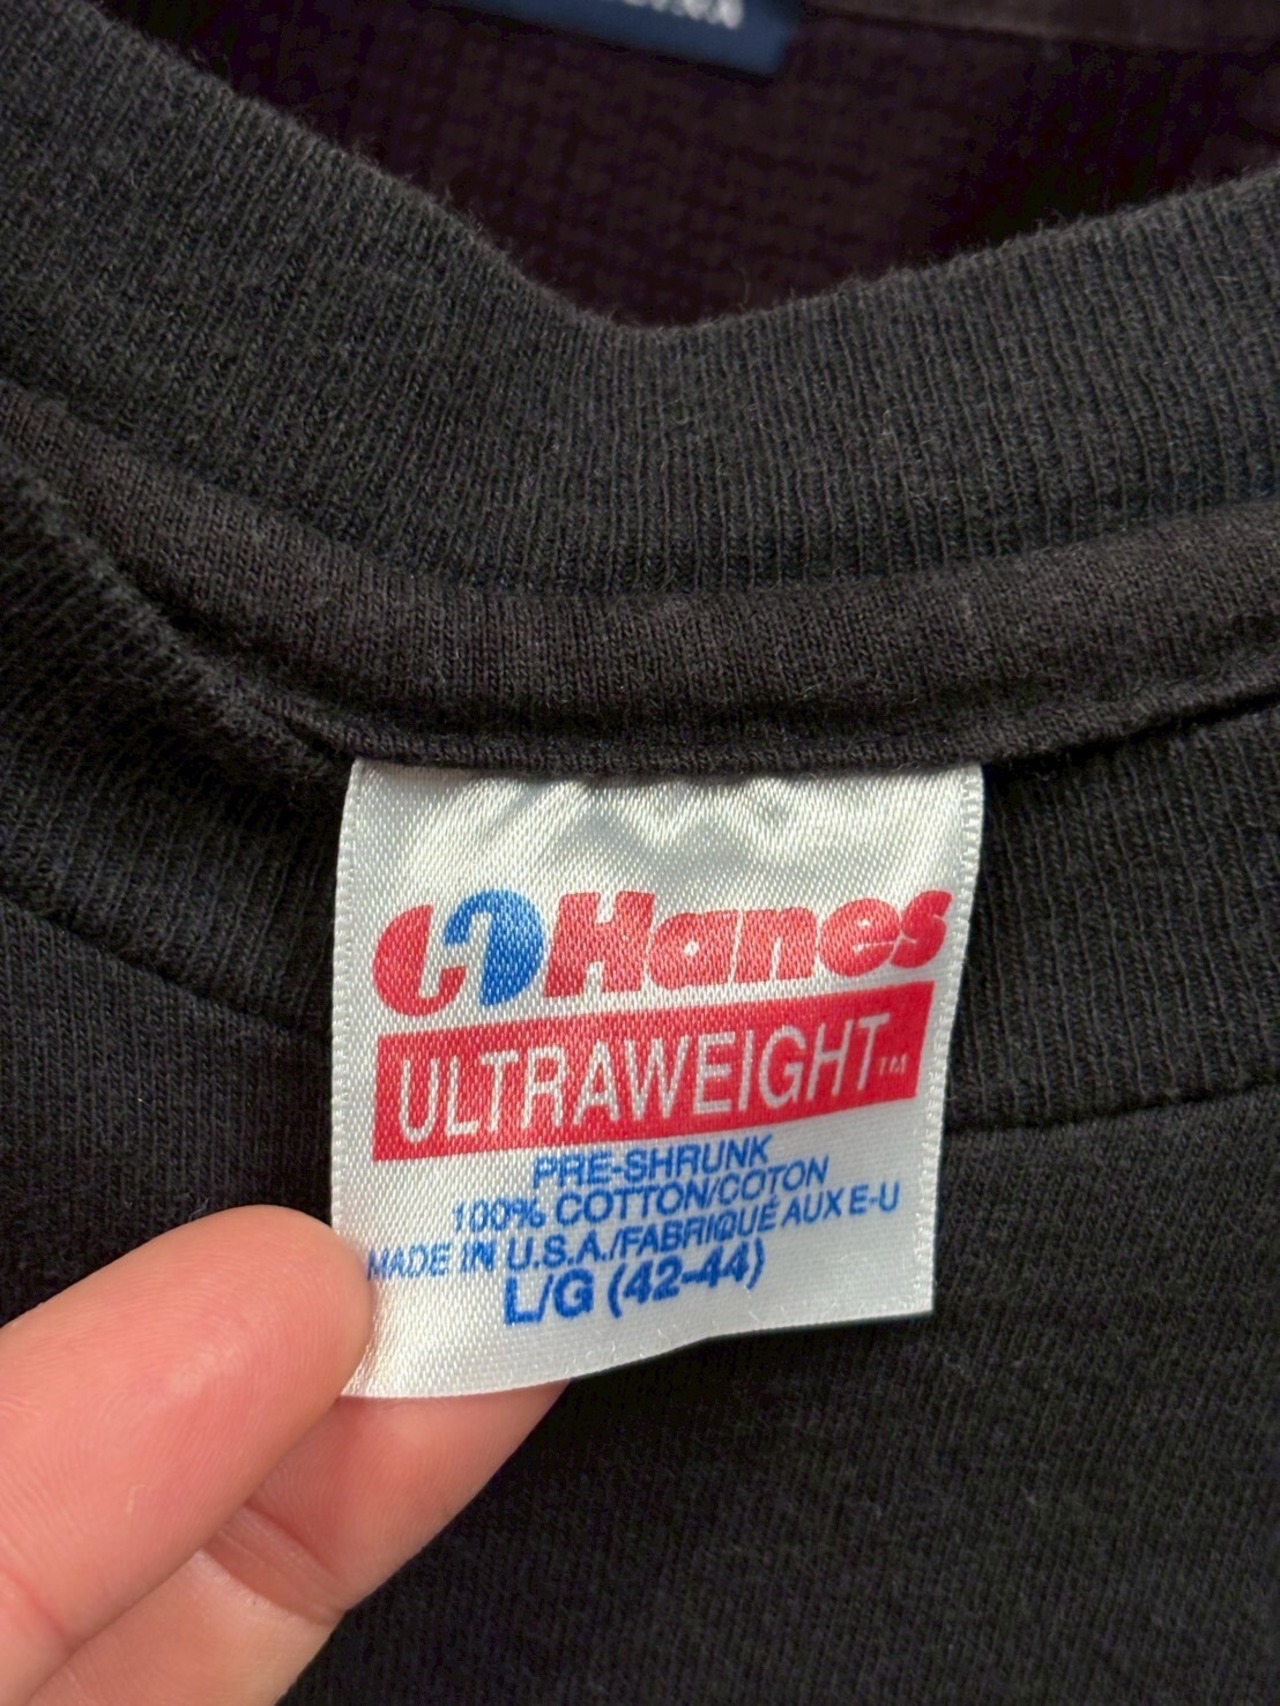 Hanes
ULTRAWEIGHT™
PRE-SHRUNK
100% COTTON/COTON
MADE IN U.S.A./FABRIQUÉ AUX E-U
L/G (42-44)